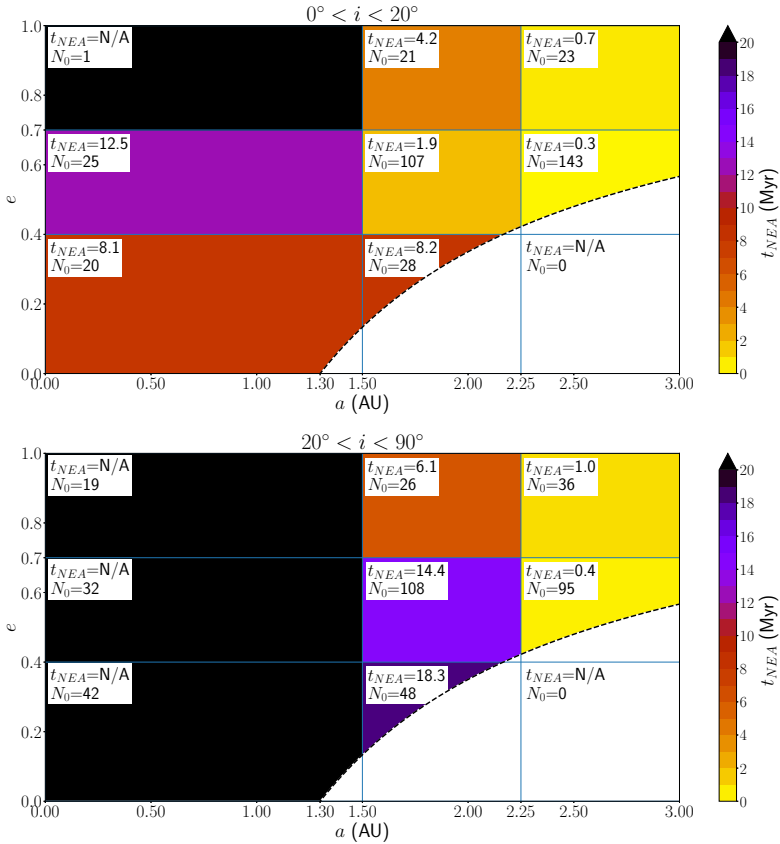 0° < i < 20°
1.0
0.8
0.7
0.6
0.4
0.2
0.0
e
t_NEA=N/A
N_0=1
t_NEA=4.2
N_0=21
t_NEA=0.7
N_0=23
t_NEA=12.5
N_0=25
t_NEA=1.9
N_0=107
t_NEA=0.3
N_0=143
t_NEA=8.1
N_0=20
t_NEA=8.2
N_0=28
t_NEA=N/A
N_0=0
0.00 0.50 1.00 1.30 1.50 2.00 2.25 2.50 3.00
a (AU)
20
18
16
14
12
10
8
6
4
2
0
t_NEA (Myr)
20° < i < 90°
1.0
0.8
0.7
0.6
0.4
0.2
0.0
e
t_NEA=N/A
N_0=19
t_NEA=6.1
N_0=26
t_NEA=1.0
N_0=36
t_NEA=N/A
N_0=32
t_NEA=14.4
N_0=108
t_NEA=0.4
N_0=95
t_NEA=N/A
N_0=42
t_NEA=18.3
N_0=48
t_NEA=N/A
N_0=0
0.00 0.50 1.00 1.30 1.50 2.00 2.25 2.50 3.00
a (AU)
20
18
16
14
12
10
8
6
4
2
0
t_NEA (Myr)